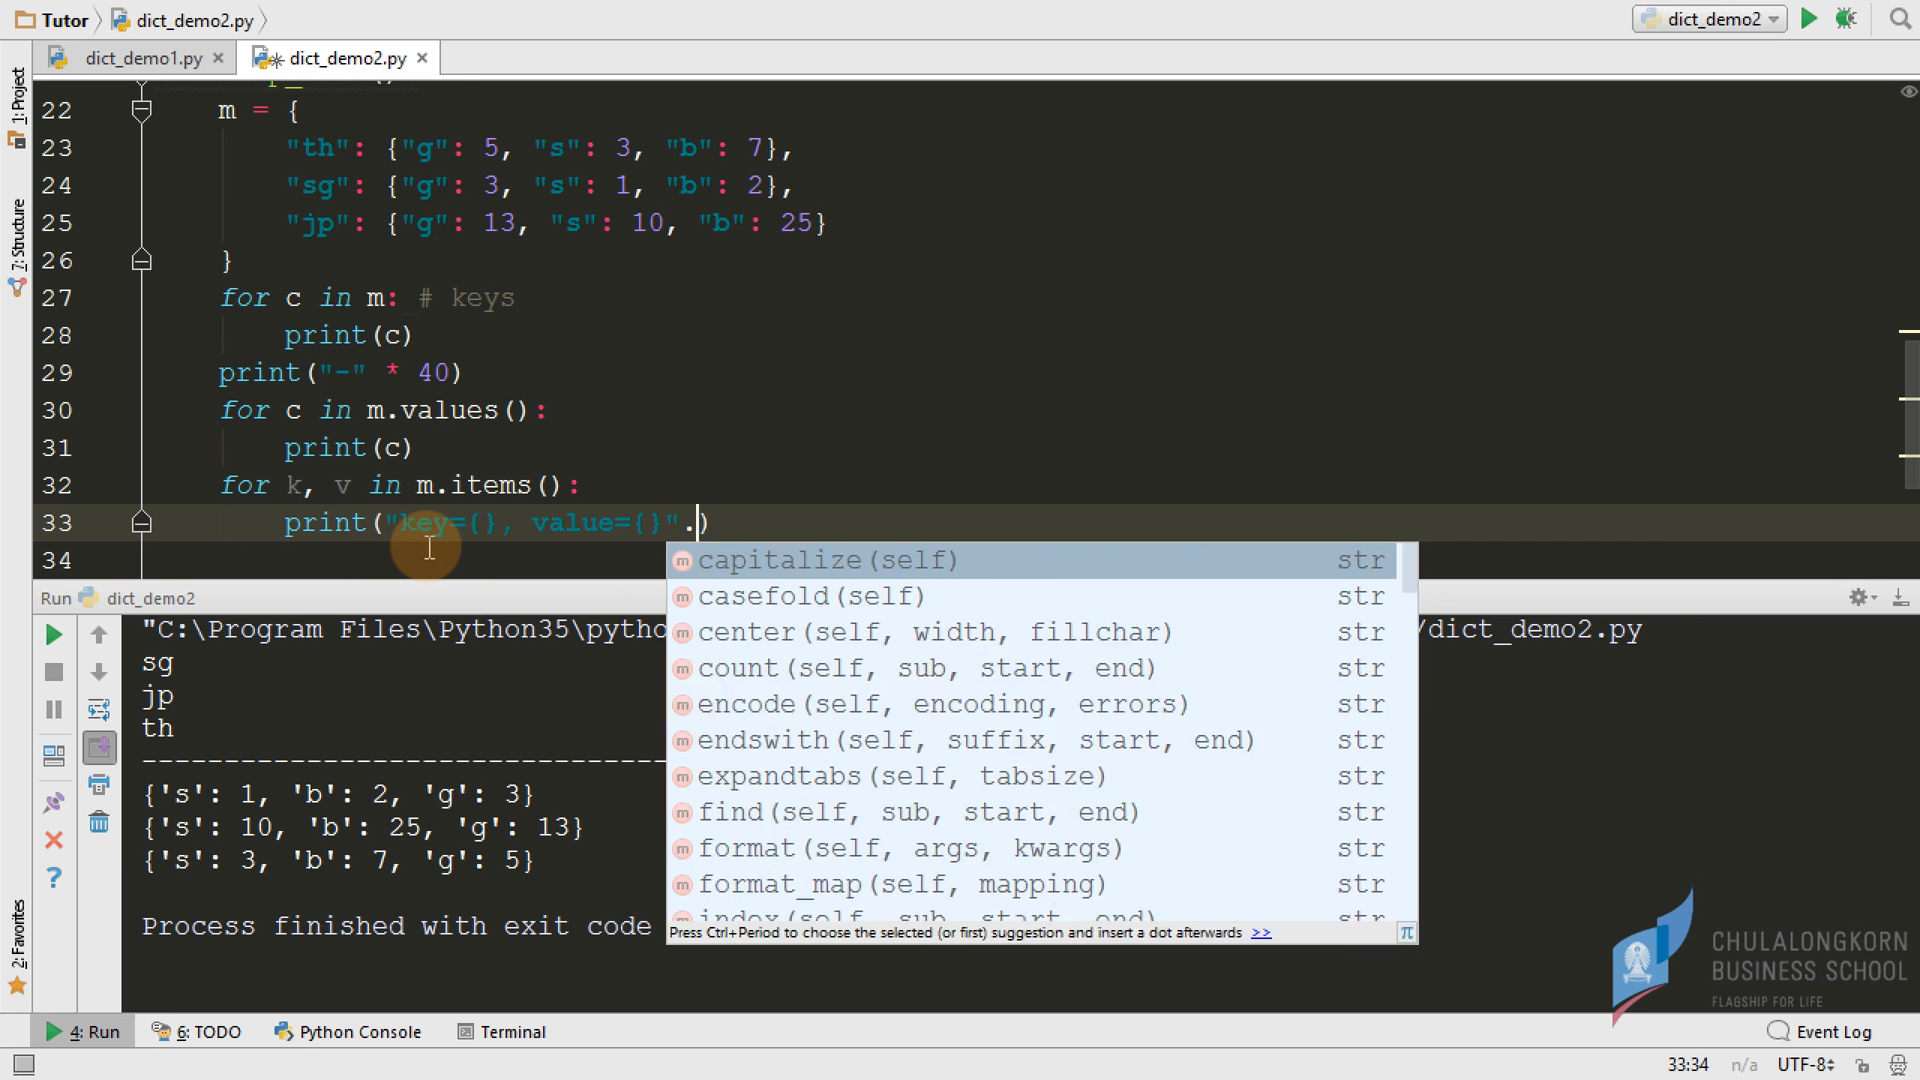 Tutor dict_demo2.py dict_demo2
dict_demo1.py dict_demo2.py
1: Project
7: Structure
2: Favorites
22 m = {
23 "th": {"g": 5, "s": 3, "b": 7},
24 "sg": {"g": 3, "s": 1, "b": 2},
25 "jp": {"g": 13, "s": 10, "b": 25}
26 }
27 for c in m: # keys
28 print(c)
29 print("-" * 40)
30 for c in m.values():
31 print(c)
32 for k, v in m.items():
33 print("key={}, value={}".)
34
capitalize(self) str
casefold(self) str
center(self, width, fillchar) str
count(self, sub, start, end) str
encode(self, encoding, errors) str
endswith(self, suffix, start, end) str
expandtabs(self, tabsize) str
find(self, sub, start, end) str
format(self, args, kwargs) str
format_map(self, mapping) str
index(self, sub, start, end) str
Press Ctrl+Period to choose the selected (or first) suggestion and insert a dot afterwards >> π
Run dict_demo2
"C:\Program Files\Python35\pytho /dict_demo2.py
sg
jp
th
----------------------------------------
{'s': 1, 'b': 2, 'g': 3}
{'s': 10, 'b': 25, 'g': 13}
{'s': 3, 'b': 7, 'g': 5}
Process finished with exit code
CHULALONGKORN
BUSINESS SCHOOL
FLAGSHIP FOR LIFE
4: Run 6: TODO Python Console Terminal Event Log
33:34 n/a UTF-8